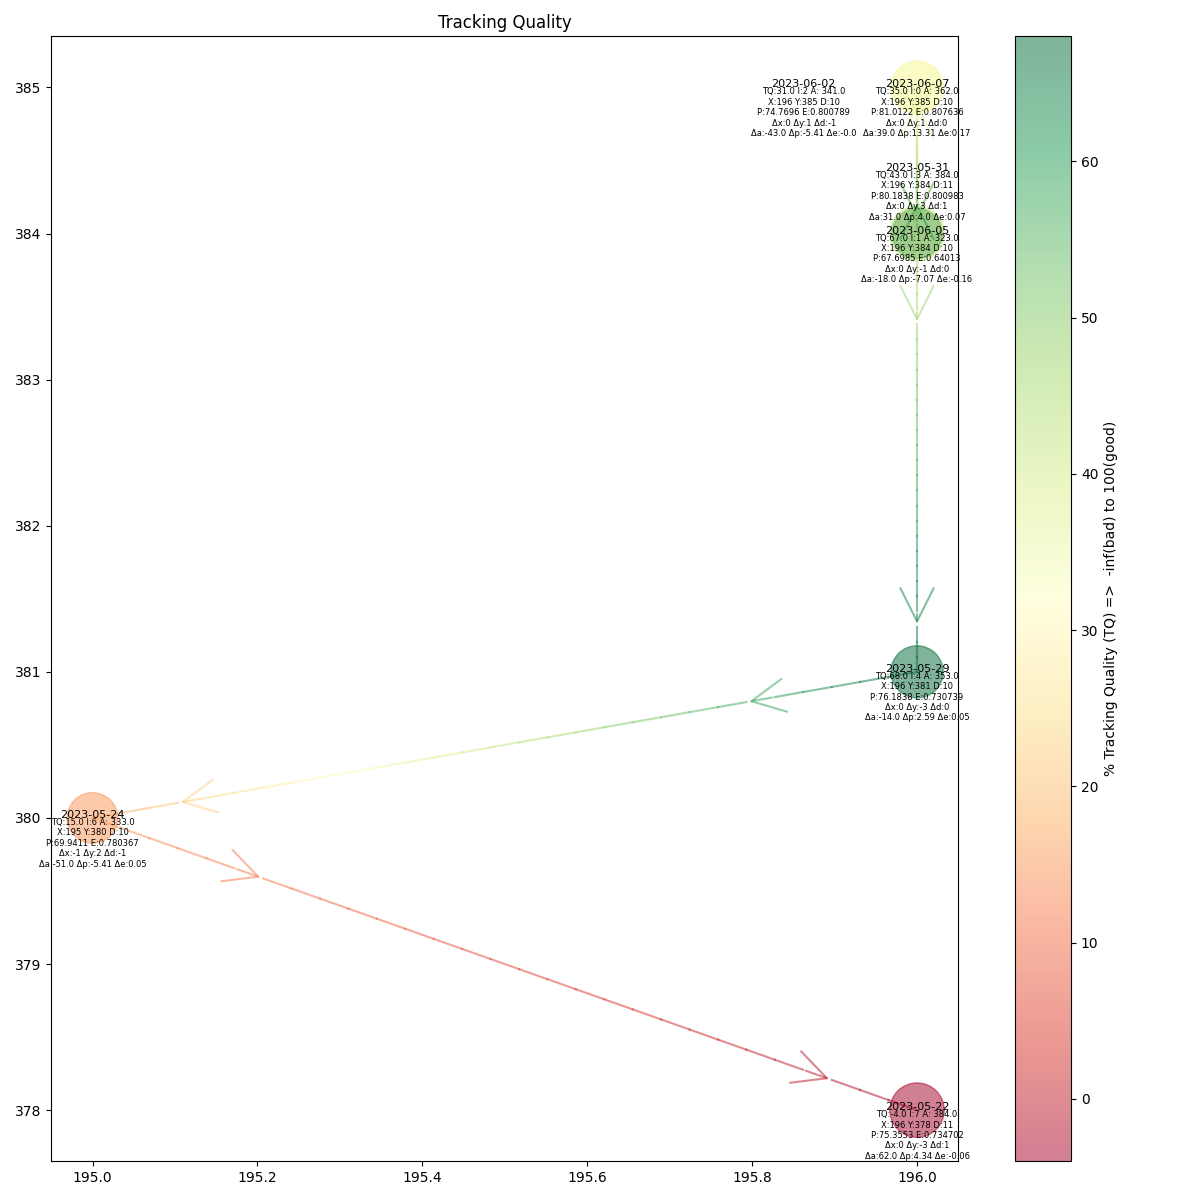 Tracking Quality
385
384
383
382
381
380
379
378
195.0
195.2
195.4
195.6
195.8
196.0
2023-06-02
TQ:31.0 I:2 A: 341.0
X:196 Y:385 D:10
P:74.7696 E:0.800789
Δx:0 Δy:1 Δd:-1
Δa:-43.0 Δp:-5.41 Δe:-0.0
2023-06-07
TQ:35.0 I:0 A: 362.0
X:196 Y:385 D:10
P:81.0122 E:0.807636
Δx:0 Δy:1 Δd:0
Δa:39.0 Δp:13.31 Δe:0.17
2023-05-31
TQ:43.0 I:3 A: 384.0
X:196 Y:384 D:11
P:80.1838 E:0.800983
Δx:0 Δy:3 Δd:1
Δa:31.0 Δp:4.0 Δe:0.07
2023-06-05
TQ:67.0 I:1 A: 323.0
X:196 Y:384 D:10
P:67.6985 E:0.64013
Δx:0 Δy:-1 Δd:0
Δa:-18.0 Δp:-7.07 Δe:-0.16
2023-05-29
TQ:68.0 I:4 A: 353.0
X:196 Y:381 D:10
P:76.1838 E:0.730739
Δx:0 Δy:-3 Δd:0
Δa:-14.0 Δp:2.59 Δe:0.05
2023-05-24
TQ:15.0 I:6 A: 333.0
X:195 Y:380 D:10
P:69.9411 E:0.780367
Δx:-1 Δy:2 Δd:-1
Δa:-51.0 Δp:-5.41 Δe:0.05
2023-05-22
TQ:-4.0 I:7 A: 384.0
X:196 Y:378 D:11
P:75.3553 E:0.734702
Δx:0 Δy:-3 Δd:1
Δa:62.0 Δp:4.34 Δe:-0.06
60
50
40
30
20
10
0
% Tracking Quality (TQ) => -inf(bad) to 100(good)